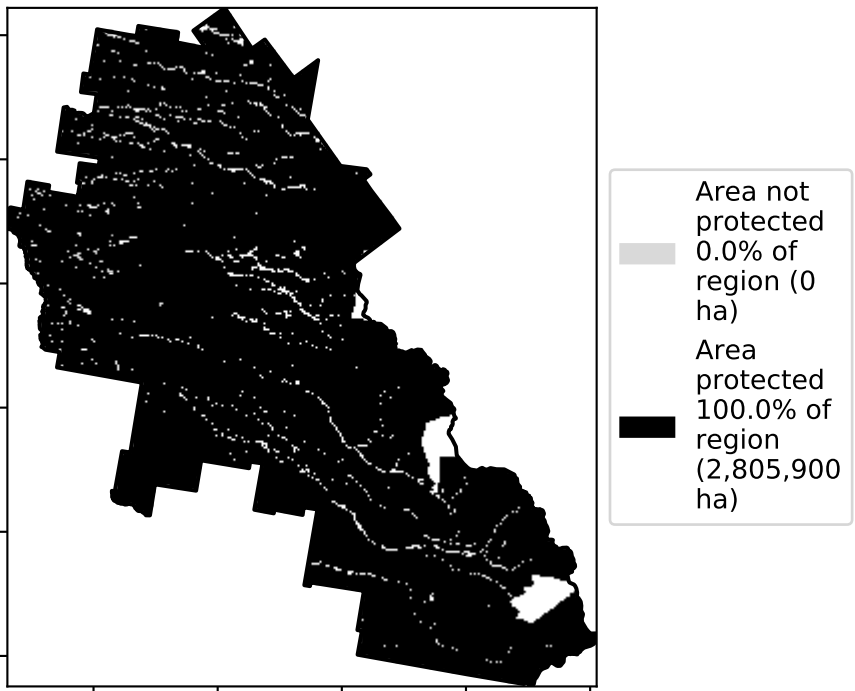 Area not
protected
0.0% of
region (0
ha)
Area
protected
100.0% of
region
(2,805,900
ha)